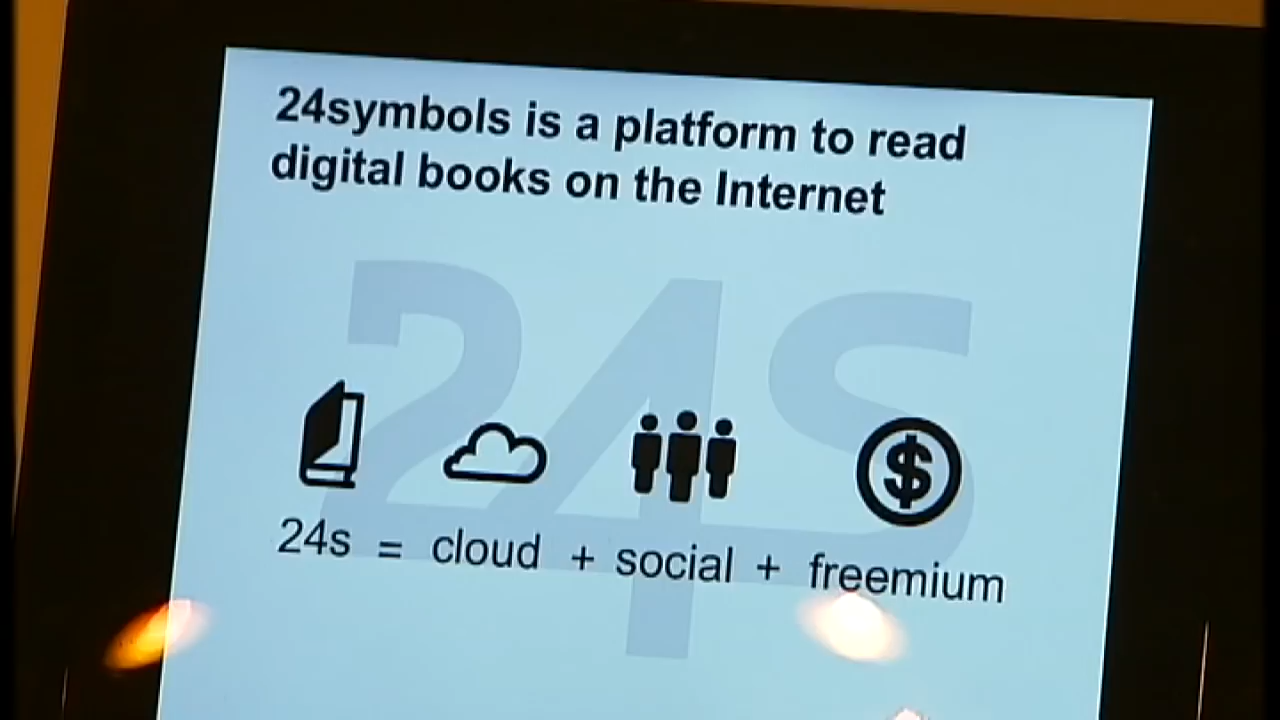 24symbols is a platform to read
digital books on the Internet
24S
$
24s = cloud + social + freemium